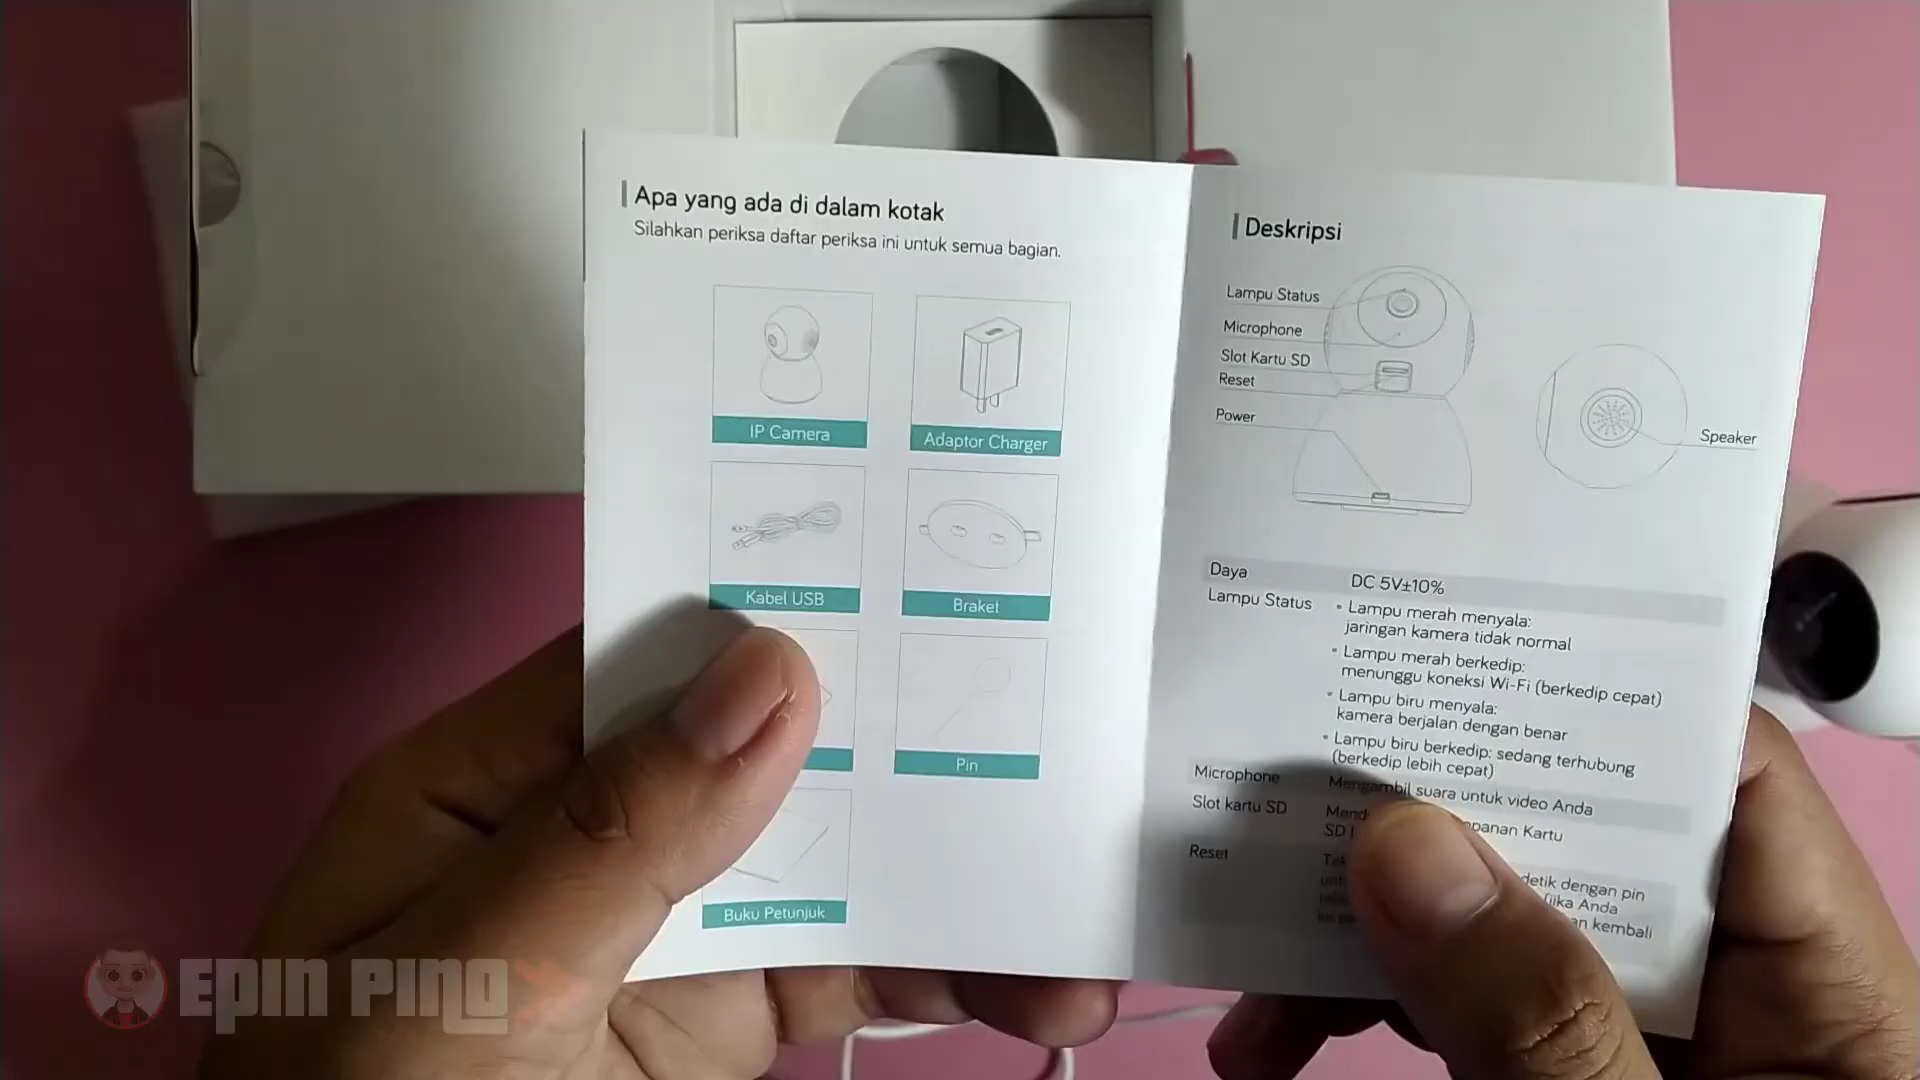 Apa yang ada di dalam kotak
Silahkan periksa daftar periksa ini untuk semua bagian.
IP Camera
Adaptor Charger
Kabel USB
Braket
Pin
Buku Petunjuk
Deskripsi
Lampu Status
Microphone
Slot Kartu SD
Reset
Power
Speaker
Daya DC 5V±10%
Lampu Status • Lampu merah menyala:
jaringan kamera tidak normal
• Lampu merah berkedip:
menunggu koneksi Wi-Fi (berkedip cepat)
• Lampu biru menyala:
kamera berjalan dengan benar
• Lampu biru berkedip: sedang terhubung
(berkedip lebih cepat)
Microphone Mengambil suara untuk video Anda
Slot kartu SD Kartu
SD
Reset detik dengan pin
(jika Anda
kembali
EPIN PINO